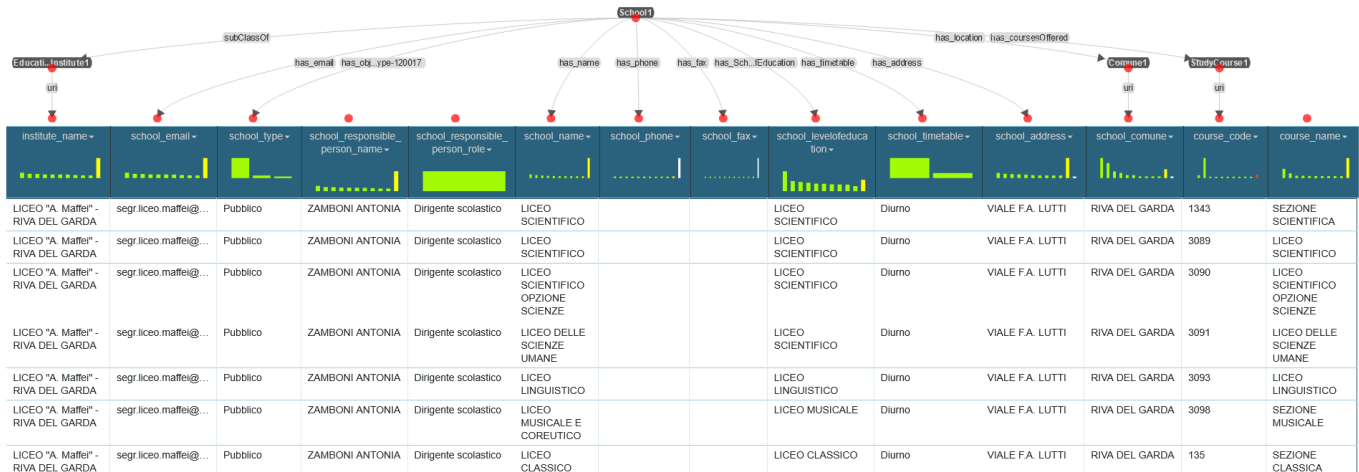 School1
subClassOf
has_location
has_coursesOffered
Educati..Institute1
has_email
has_obj...ype-120017
has_name
has_phone
has_fax
has_Sch...fEducation
has_timetable
has_address
Comune1
StudyCourse1
uri
uri
uri
institute_name
school_email
school_type
school_responsible_
person_name
school_responsible_
person_role
school_name
school_phone
school_fax
school_levelofeduca
tion
school_timetable
school_address
school_comune
course_code
course_name
LICEO "A. Maffei" -
RIVA DEL GARDA
segr.liceo.maffei@...
Pubblico
ZAMBONI ANTONIA
Dirigente scolastico
LICEO
SCIENTIFICO
LICEO
SCIENTIFICO
Diurno
VIALE F.A. LUTTI
RIVA DEL GARDA
1343
SEZIONE
SCIENTIFICA
LICEO "A. Maffei" -
RIVA DEL GARDA
segr.liceo.maffei@...
Pubblico
ZAMBONI ANTONIA
Dirigente scolastico
LICEO
SCIENTIFICO
LICEO
SCIENTIFICO
Diurno
VIALE F.A. LUTTI
RIVA DEL GARDA
3089
LICEO
SCIENTIFICO
LICEO "A. Maffei" -
RIVA DEL GARDA
segr.liceo.maffei@...
Pubblico
ZAMBONI ANTONIA
Dirigente scolastico
LICEO
SCIENTIFICO
OPZIONE
SCIENZE
LICEO
SCIENTIFICO
Diurno
VIALE F.A. LUTTI
RIVA DEL GARDA
3090
LICEO
SCIENTIFICO
OPZIONE
SCIENZE
LICEO "A. Maffei" -
RIVA DEL GARDA
segr.liceo.maffei@...
Pubblico
ZAMBONI ANTONIA
Dirigente scolastico
LICEO DELLE
SCIENZE
UMANE
LICEO
SCIENTIFICO
Diurno
VIALE F.A. LUTTI
RIVA DEL GARDA
3091
LICEO DELLE
SCIENZE
UMANE
LICEO "A. Maffei" -
RIVA DEL GARDA
segr.liceo.maffei@...
Pubblico
ZAMBONI ANTONIA
Dirigente scolastico
LICEO
LINGUISTICO
LICEO
LINGUISTICO
Diurno
VIALE F.A. LUTTI
RIVA DEL GARDA
3093
LICEO
LINGUISTICO
LICEO "A. Maffei" -
RIVA DEL GARDA
segr.liceo.maffei@...
Pubblico
ZAMBONI ANTONIA
Dirigente scolastico
LICEO
MUSICALE E
COREUTICO
LICEO MUSICALE
Diurno
VIALE F.A. LUTTI
RIVA DEL GARDA
3098
SEZIONE
MUSICALE
LICEO "A. Maffei" -
RIVA DEL GARDA
segr.liceo.maffei@...
Pubblico
ZAMBONI ANTONIA
Dirigente scolastico
LICEO
CLASSICO
LICEO CLASSICO
Diurno
VIALE F.A. LUTTI
RIVA DEL GARDA
135
SEZIONE
CLASSICA